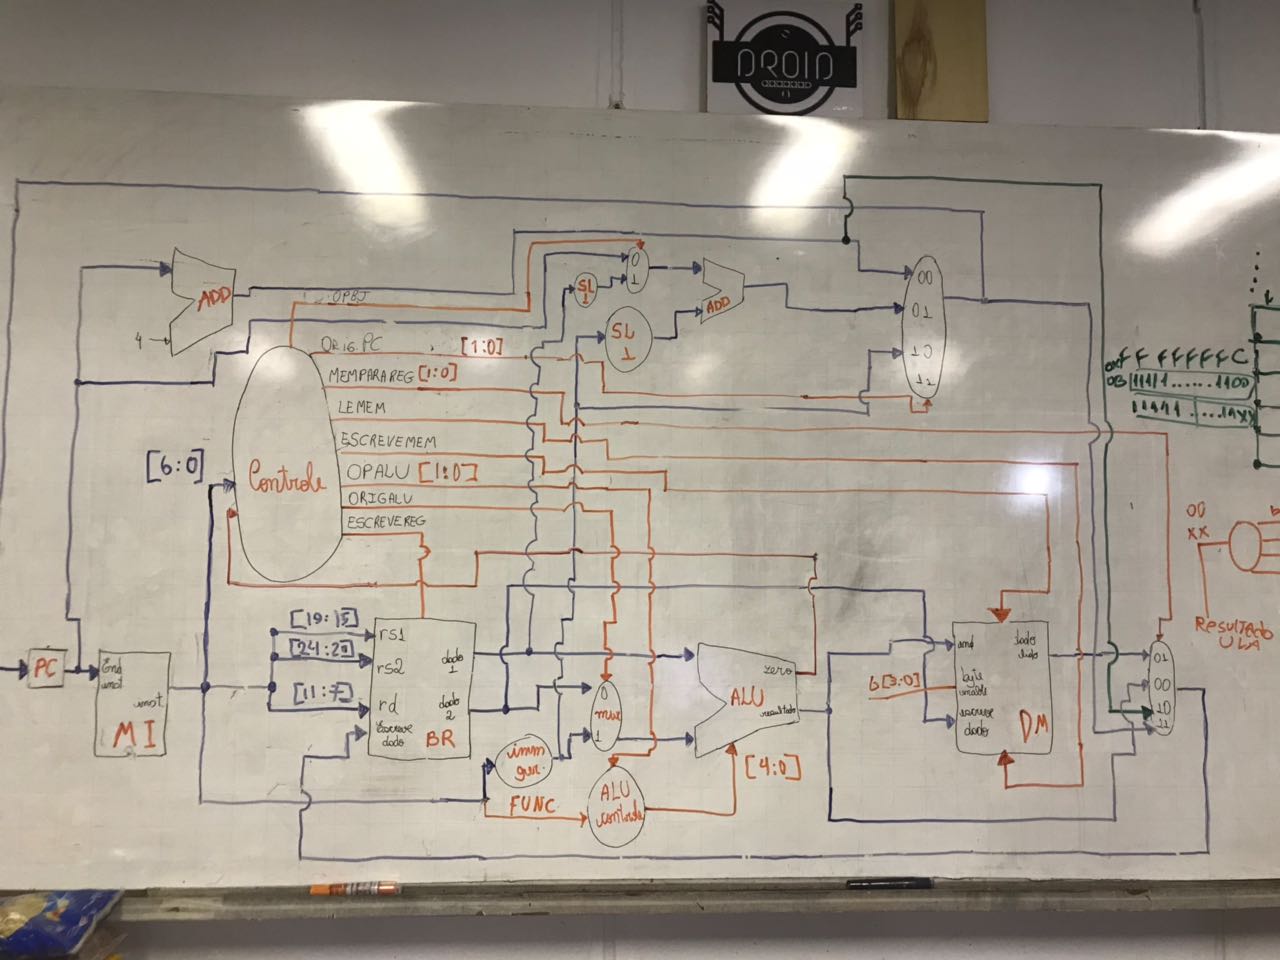 DROID
ADD
4
OPBJ
ORIG.PC [1:0]
MEMPARAREG [1:0]
LEMEM
ESCREVEMEM
OPALU [1:0]
ORIGALU
ESCREVEREG
[6:0]
Controle
SL
1
0
1
SL
1
ADD
00
01
10
11
F FFFFFC
11111......1100
11111.....11XX
00
XX
Resultado
ULA
PC
End
inst
inst
MI
[19:15]
[24:20]
[11:7]
rs1
rs2
rd
Escreve
dado
dado
1
dado
2
BR
imm
ger.
FUNC
0
mux
1
ALU
controle
zero
ALU
resultado
[4:0]
6[3:0]
end
byte
enable
escreve
dado
dado
lido
DM
01
00
10
11